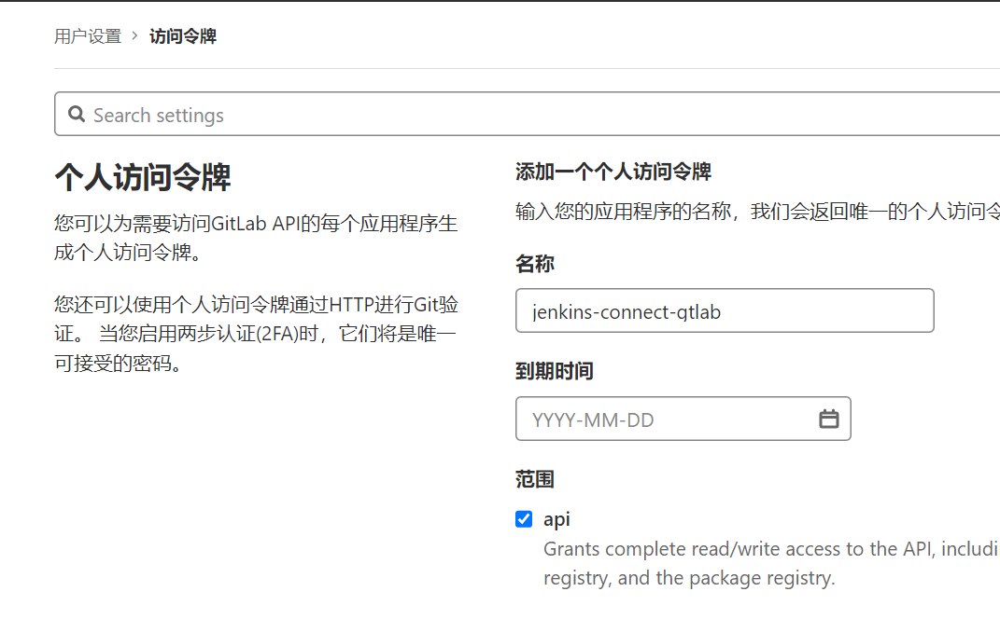 用户设置 › 访问令牌
Search settings
个人访问令牌
您可以为需要访问GitLab API的每个应用程序生
成个人访问令牌。
您还可以使用个人访问令牌通过HTTP进行Git验
证。 当您启用两步认证(2FA)时，它们将是唯一
可接受的密码。
添加一个个人访问令牌
输入您的应用程序的名称，我们会返回唯一的个人访问令
名称
jenkins-connect-gtlab
到期时间
YYYY-MM-DD
范围
api
Grants complete read/write access to the API, includi
registry, and the package registry.